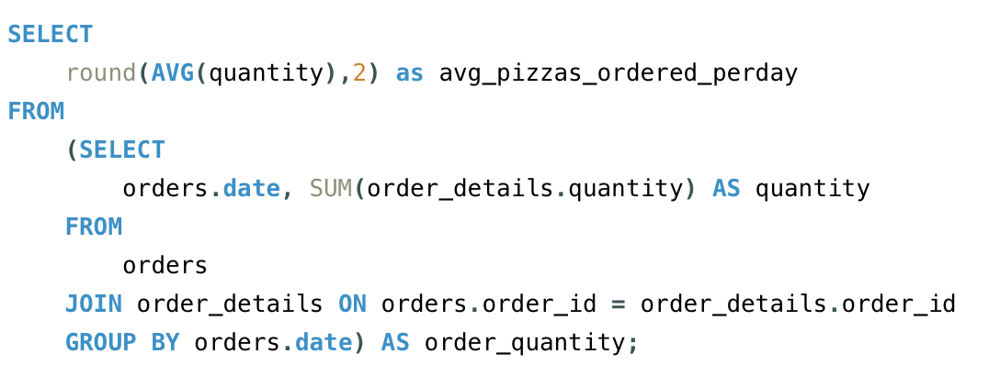 SELECT
    round(AVG(quantity),2) as avg_pizzas_ordered_perday
FROM
    (SELECT
        orders.date, SUM(order_details.quantity) AS quantity
    FROM
        orders
    JOIN order_details ON orders.order_id = order_details.order_id
    GROUP BY orders.date) AS order_quantity;